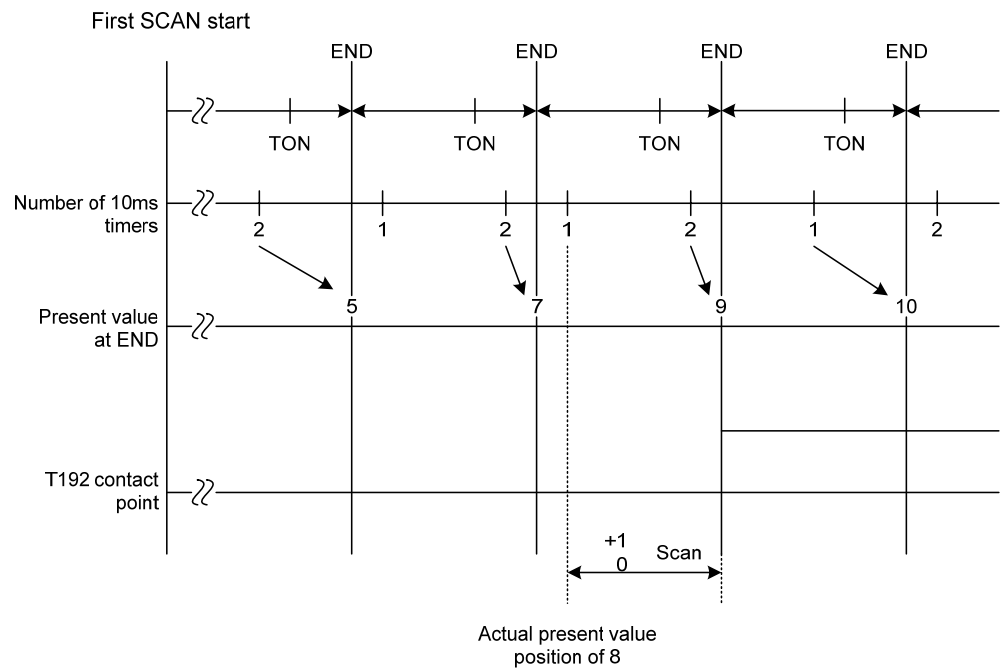 First SCAN start
END END END END
TON TON TON TON
Number of 10ms
timers
2 1 2 1 2 1 2
5 7 9 10
Present value
at END
T192 contact
point
+1
0 Scan
Actual present value
position of 8